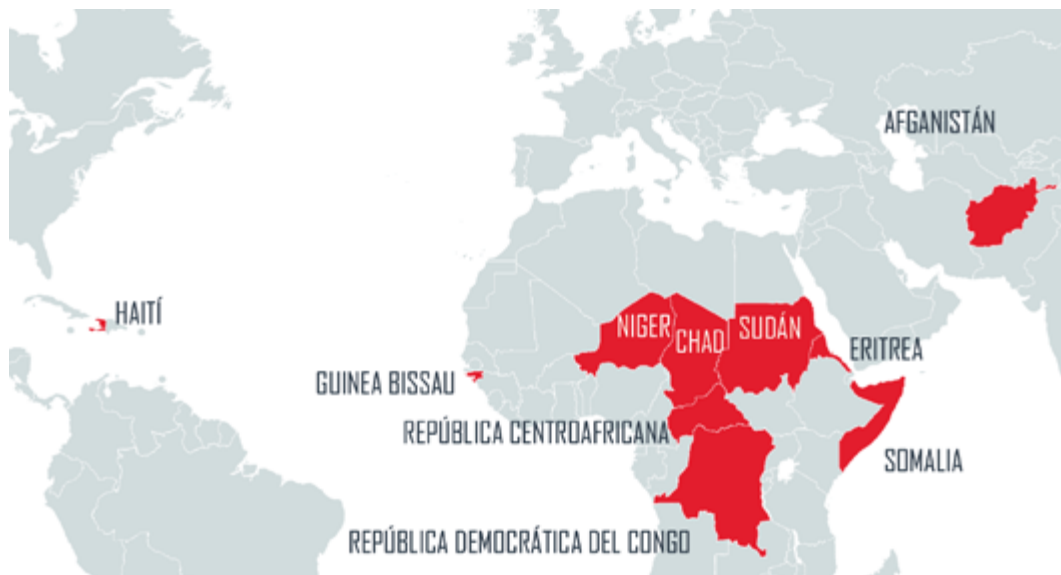 AFGANISTÁN
HAITÍ
NIGER
CHAD
SUDÁN
ERITREA
GUINEA BISSAU
REPÚBLICA CENTROAFRICANA
SOMALIA
REPÚBLICA DEMOCRÁTICA DEL CONGO